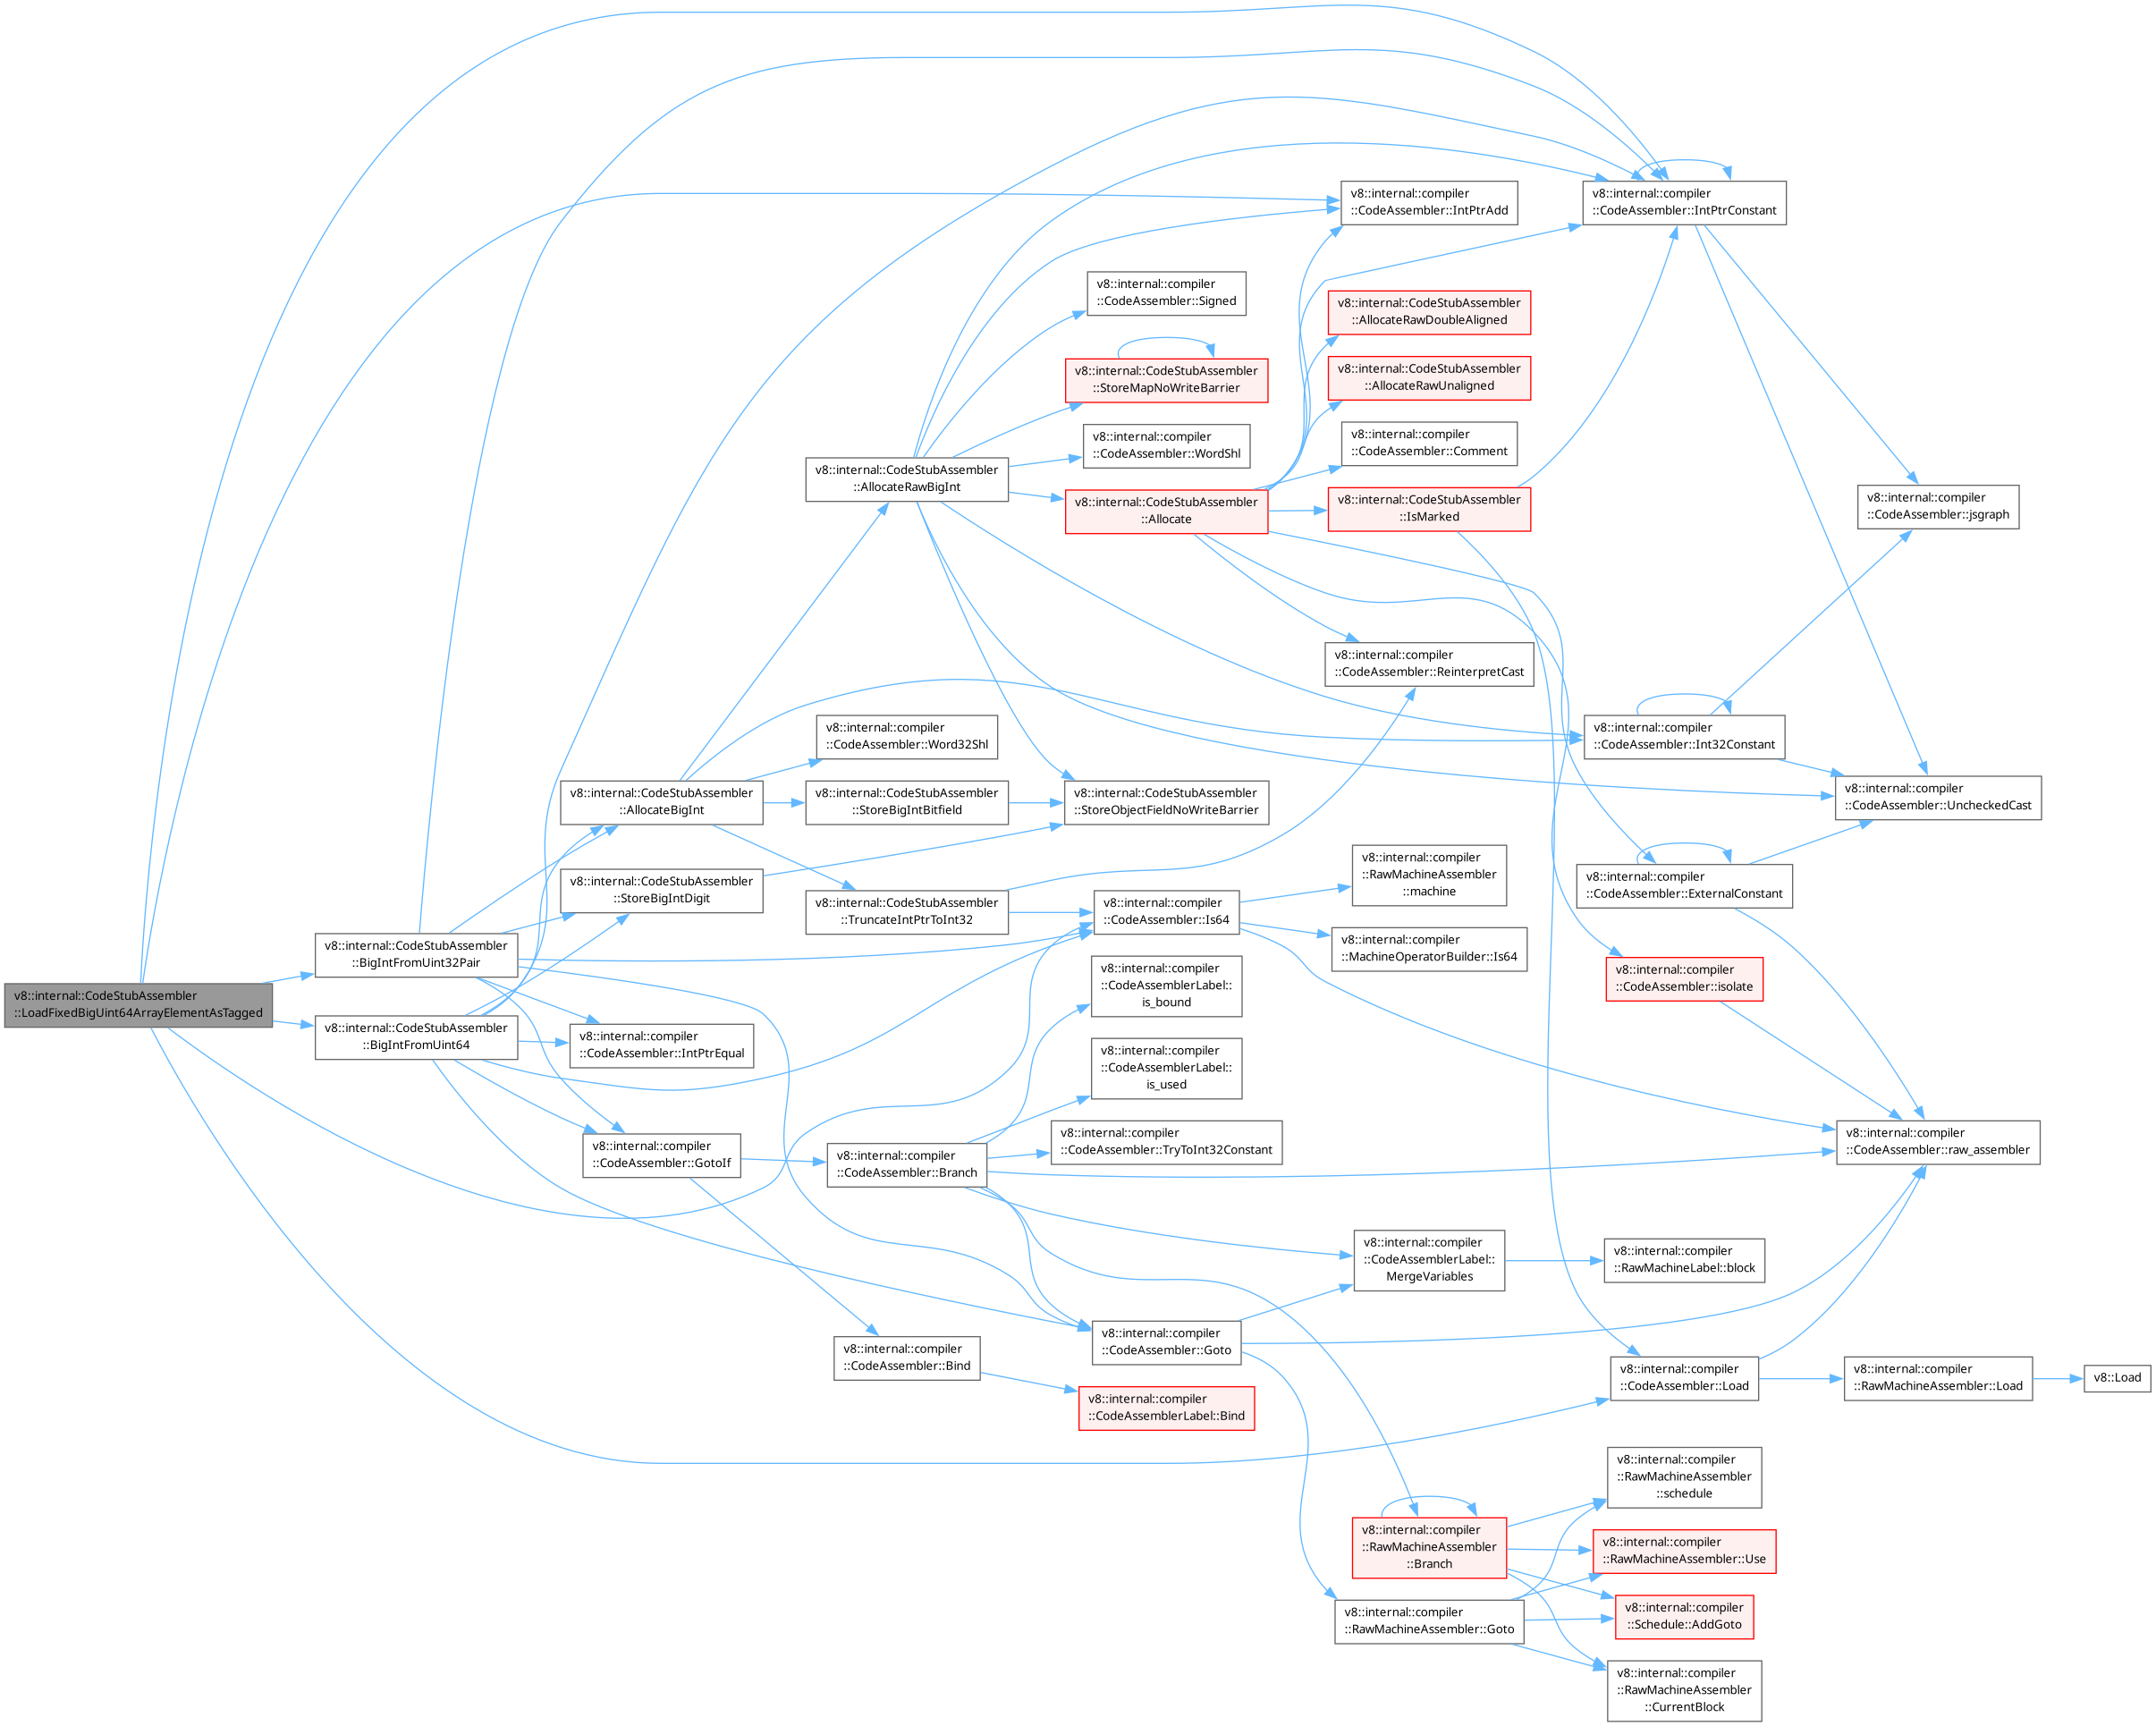 v8::internal::CodeStubAssembler
::LoadFixedBigUint64ArrayElementAsTagged
v8::internal::CodeStubAssembler
::BigIntFromUint32Pair
v8::internal::CodeStubAssembler
::BigIntFromUint64
v8::internal::CodeStubAssembler
::AllocateBigInt
v8::internal::CodeStubAssembler
::StoreBigIntDigit
v8::internal::compiler
::CodeAssembler::IntPtrEqual
v8::internal::compiler
::CodeAssembler::GotoIf
v8::internal::CodeStubAssembler
::AllocateRawBigInt
v8::internal::compiler
::CodeAssembler::Word32Shl
v8::internal::CodeStubAssembler
::StoreBigIntBitfield
v8::internal::CodeStubAssembler
::TruncateIntPtrToInt32
v8::internal::compiler
::CodeAssembler::Branch
v8::internal::compiler
::CodeAssembler::Bind
v8::internal::compiler
::CodeAssembler::Signed
v8::internal::CodeStubAssembler
::StoreMapNoWriteBarrier
v8::internal::compiler
::CodeAssembler::WordShl
v8::internal::CodeStubAssembler
::Allocate
v8::internal::CodeStubAssembler
::StoreObjectFieldNoWriteBarrier
v8::internal::compiler
::CodeAssembler::Is64
v8::internal::compiler
::CodeAssemblerLabel::
is_bound
v8::internal::compiler
::CodeAssemblerLabel::
is_used
v8::internal::compiler
::CodeAssembler::TryToInt32Constant
v8::internal::compiler
::CodeAssembler::Goto
v8::internal::compiler
::CodeAssemblerLabel::Bind
v8::internal::compiler
::CodeAssembler::IntPtrAdd
v8::internal::CodeStubAssembler
::AllocateRawDoubleAligned
v8::internal::CodeStubAssembler
::AllocateRawUnaligned
v8::internal::compiler
::CodeAssembler::Comment
v8::internal::CodeStubAssembler
::IsMarked
v8::internal::compiler
::CodeAssembler::ReinterpretCast
v8::internal::compiler
::RawMachineAssembler
::machine
v8::internal::compiler
::MachineOperatorBuilder::Is64
v8::internal::compiler
::CodeAssemblerLabel::
MergeVariables
v8::internal::compiler
::RawMachineAssembler
::Branch
v8::internal::compiler
::RawMachineAssembler::Goto
v8::internal::compiler
::CodeAssembler::IntPtrConstant
v8::internal::compiler
::CodeAssembler::Int32Constant
v8::internal::compiler
::CodeAssembler::ExternalConstant
v8::internal::compiler
::CodeAssembler::isolate
v8::internal::compiler
::RawMachineLabel::block
v8::internal::compiler
::CodeAssembler::Load
v8::internal::compiler
::RawMachineAssembler
::schedule
v8::internal::compiler
::RawMachineAssembler::Use
v8::internal::compiler
::Schedule::AddGoto
v8::internal::compiler
::RawMachineAssembler
::CurrentBlock
v8::internal::compiler
::CodeAssembler::jsgraph
v8::internal::compiler
::CodeAssembler::UncheckedCast
v8::internal::compiler
::CodeAssembler::raw_assembler
v8::internal::compiler
::RawMachineAssembler::Load
v8::Load